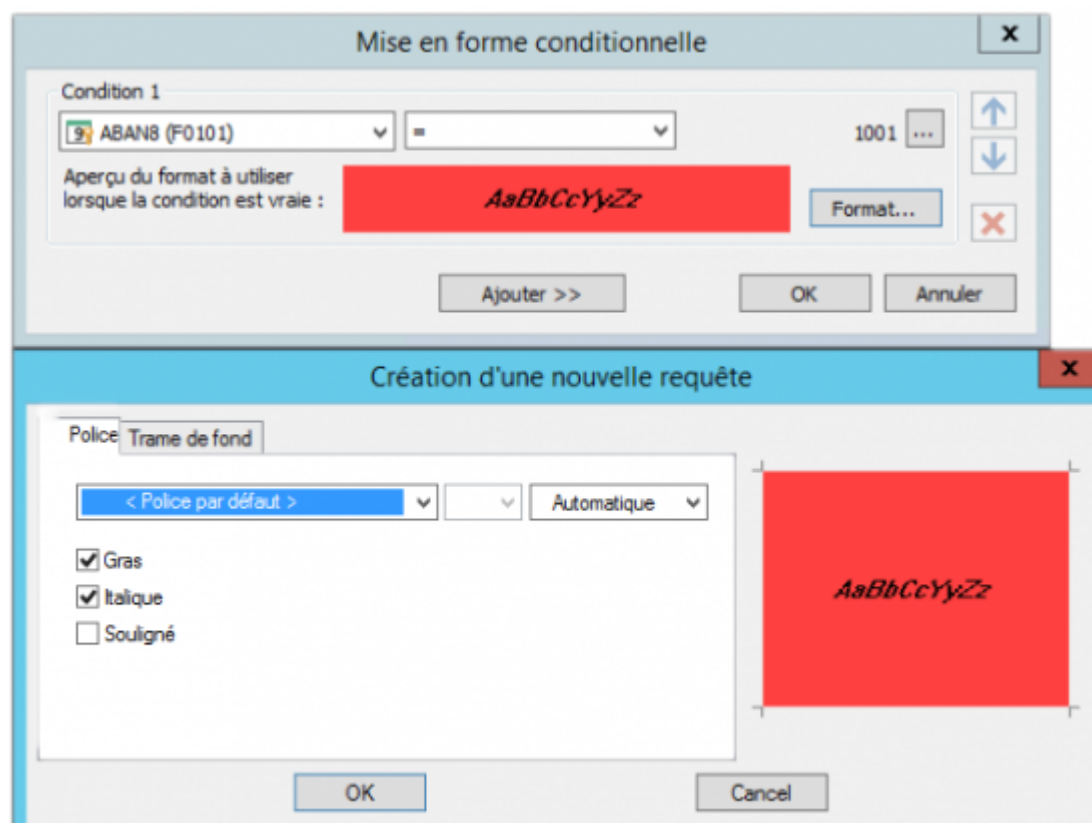 Mise en forme conditionnelle
x
Condition 1
9 ABAN8 (F0101)
=
1001 ...
Aperçu du format à utiliser
lorsque la condition est vraie :
AaBbCcYyZz
Format...
Ajouter >>
OK
Annuler
Création d'une nouvelle requête
x
Police
Trame de fond
< Police par défaut >
Automatique
Gras
Italique
Souligné
AaBbCcYyZz
OK
Cancel